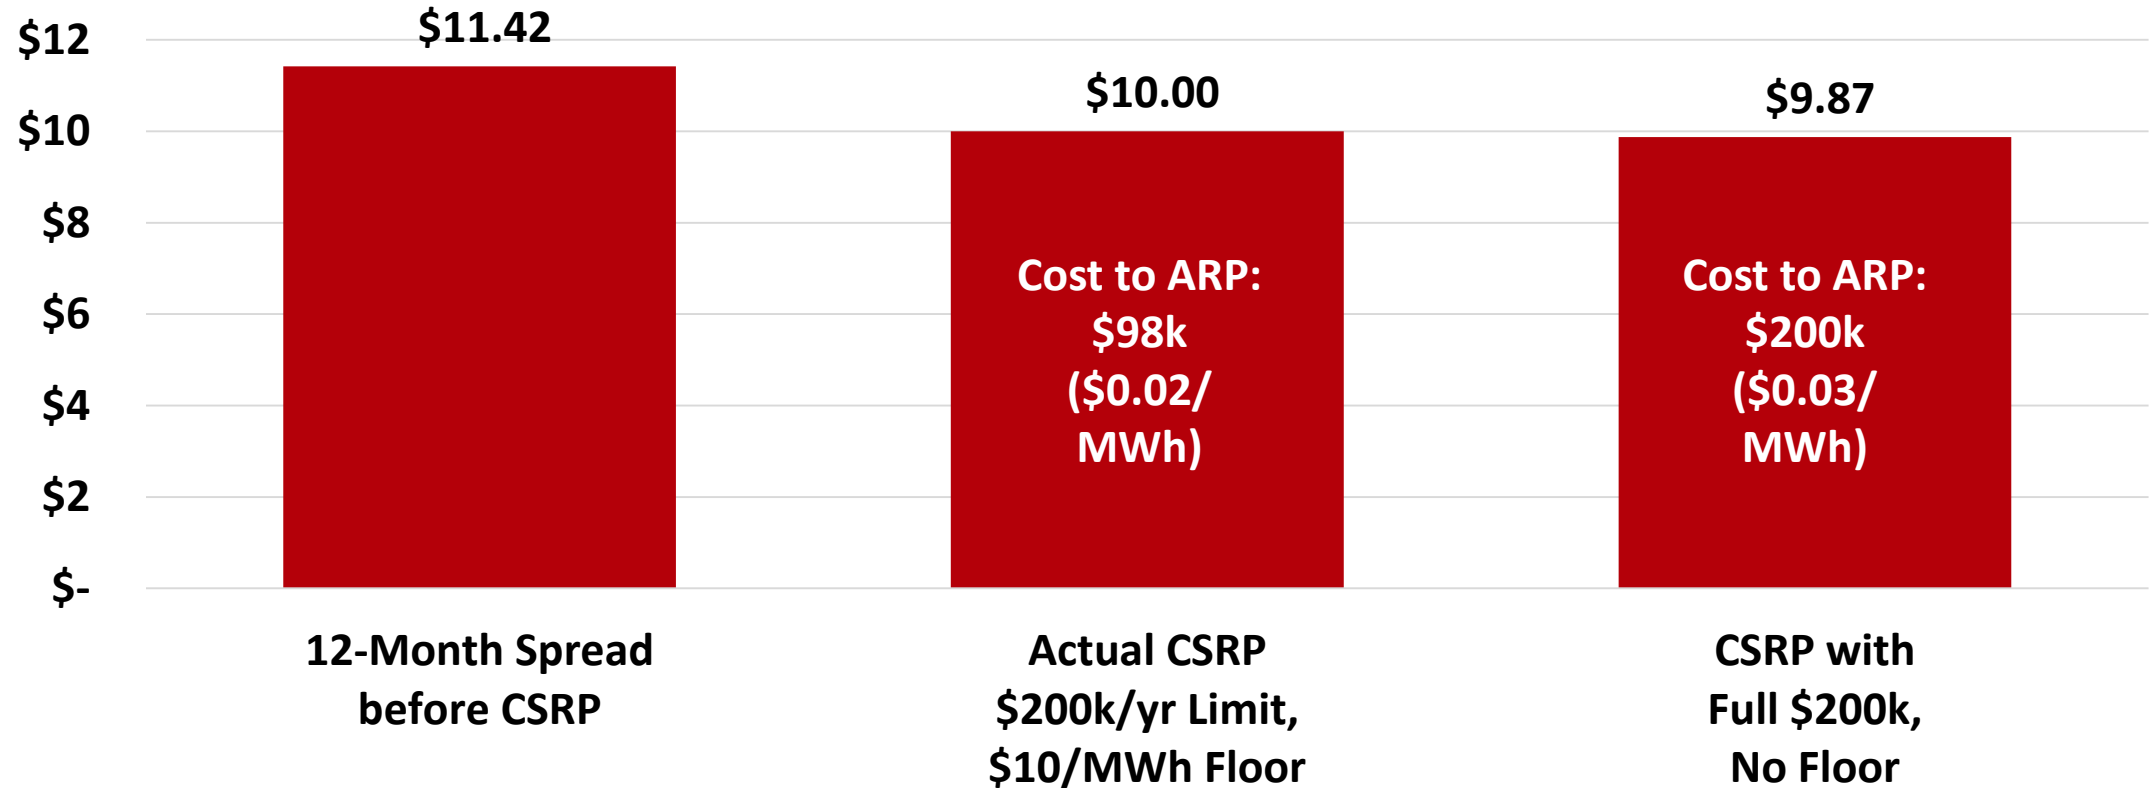 $12
$10
$8
$6
$4
$2
$-
$11.42
$10.00
$9.87
Cost to ARP:
$98k
($0.02/
MWh)
Cost to ARP:
$200k
($0.03/
MWh)
12-Month Spread
before CSRP
Actual CSRP
$200k/yr Limit,
$10/MWh Floor
CSRP with
Full $200k,
No Floor